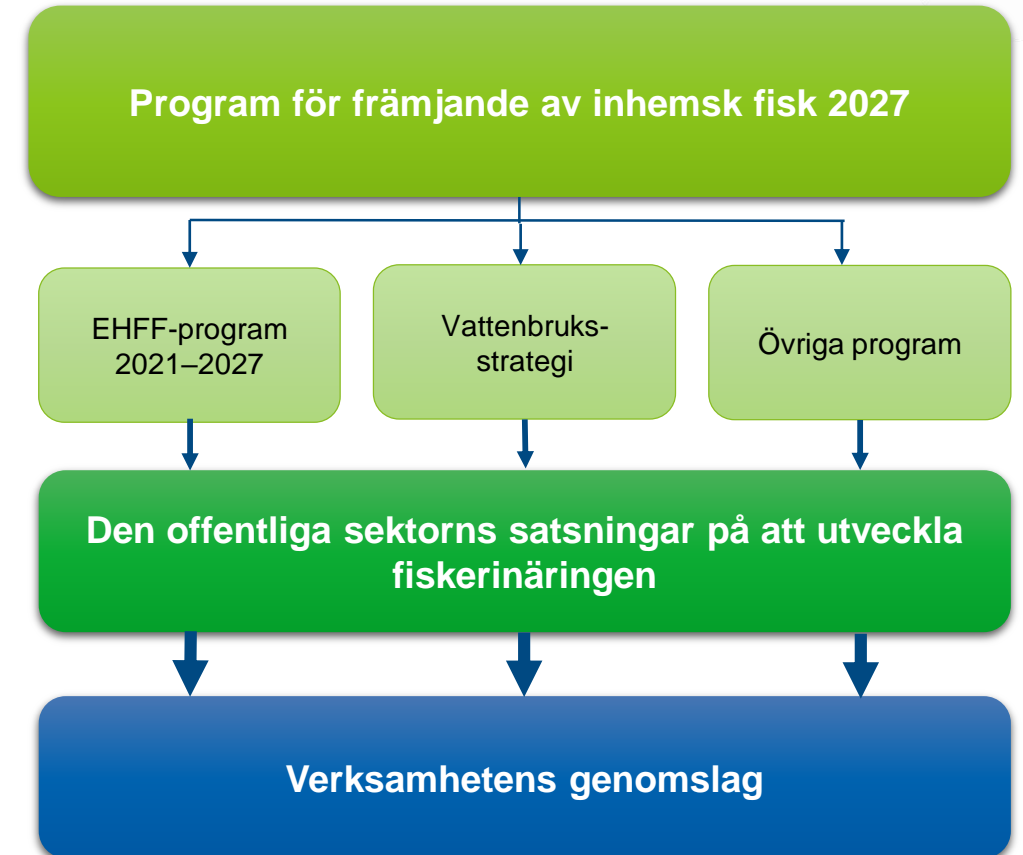 Program för främjande av inhemsk fisk 2027
EHFF-program
2021–2027
Vattenbruks-
strategi
Övriga program
Den offentliga sektorns satsningar på att utveckla
fiskerinäringen
Verksamhetens genomslag